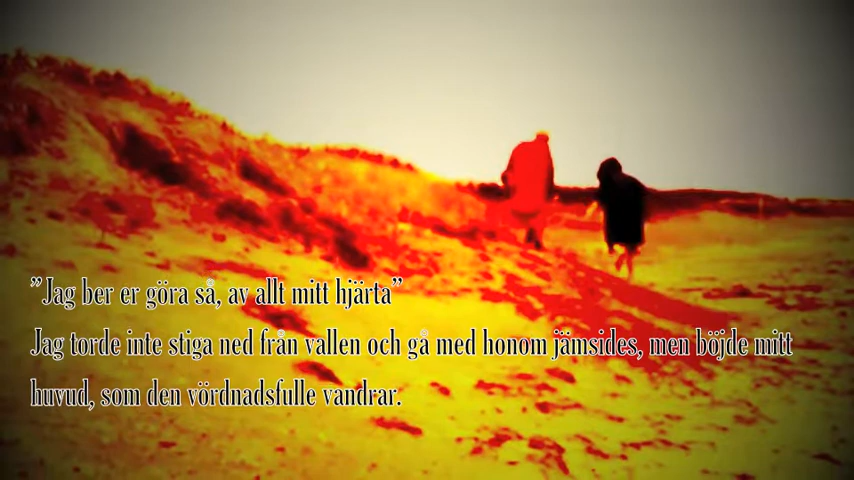 ”Jag ber er göra så, av allt mitt hjärta”
Jag torde inte stiga ned från vallen och gå med honom jämsides, men böjde mitt
huvud, som den vördnadsfulle vandrar.